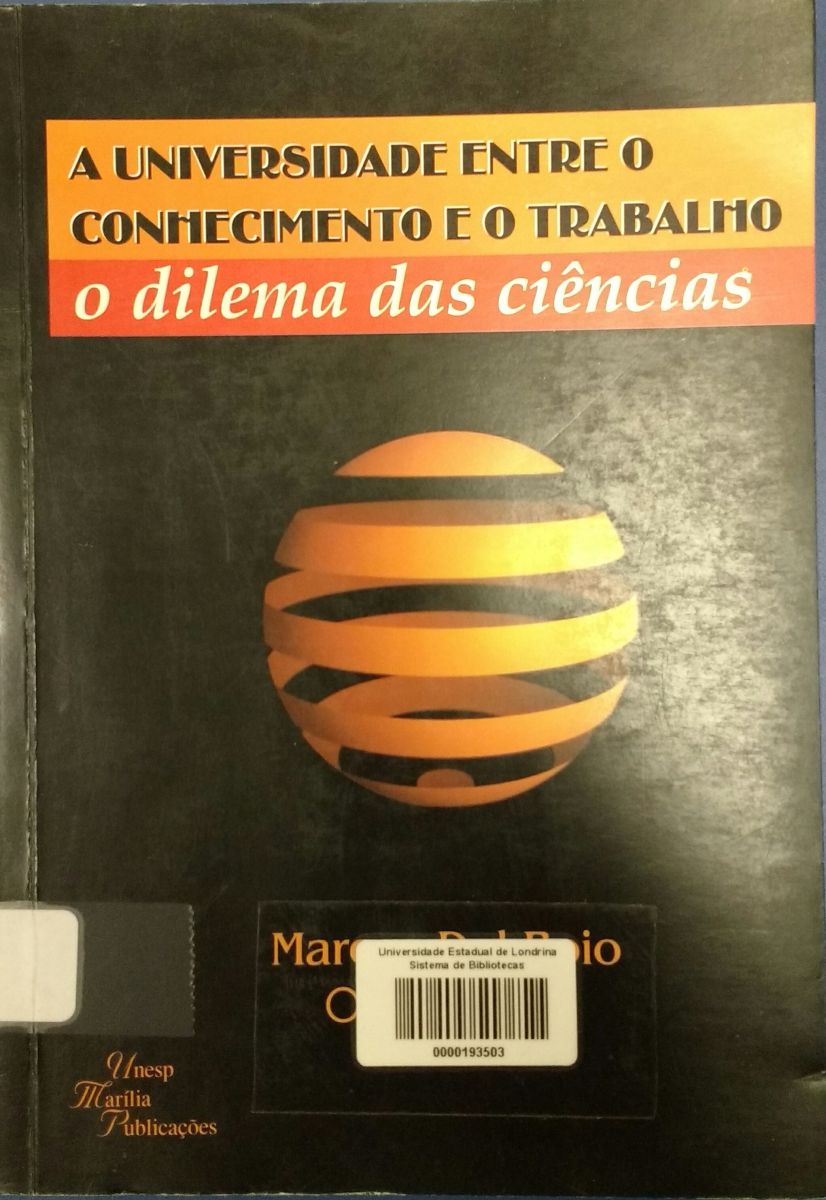 A UNIVERSIDADE ENTRE O
CONHECIMENTO E O TRABALHO
o dilema das ciências
Universidade Estadual de Londrina
Sistema de Bibliotecas
0000193503
Unesp
Marília
Publicações